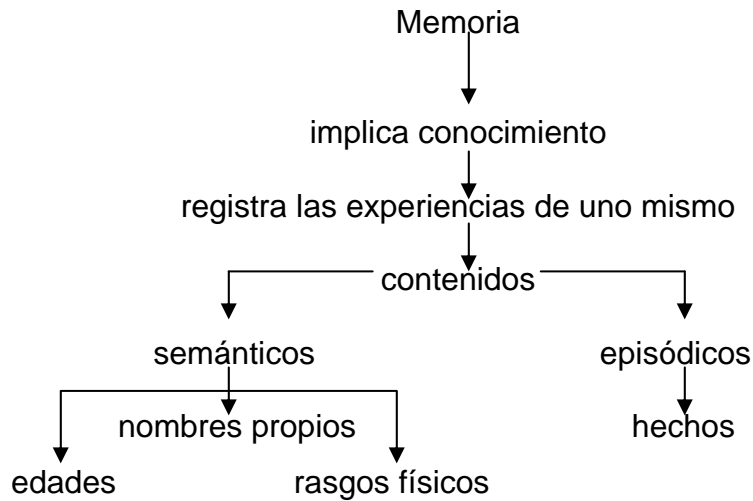 Memoria
implica conocimiento
registra las experiencias de uno mismo
contenidos
semánticos
episódicos
nombres propios
hechos
edades
rasgos físicos